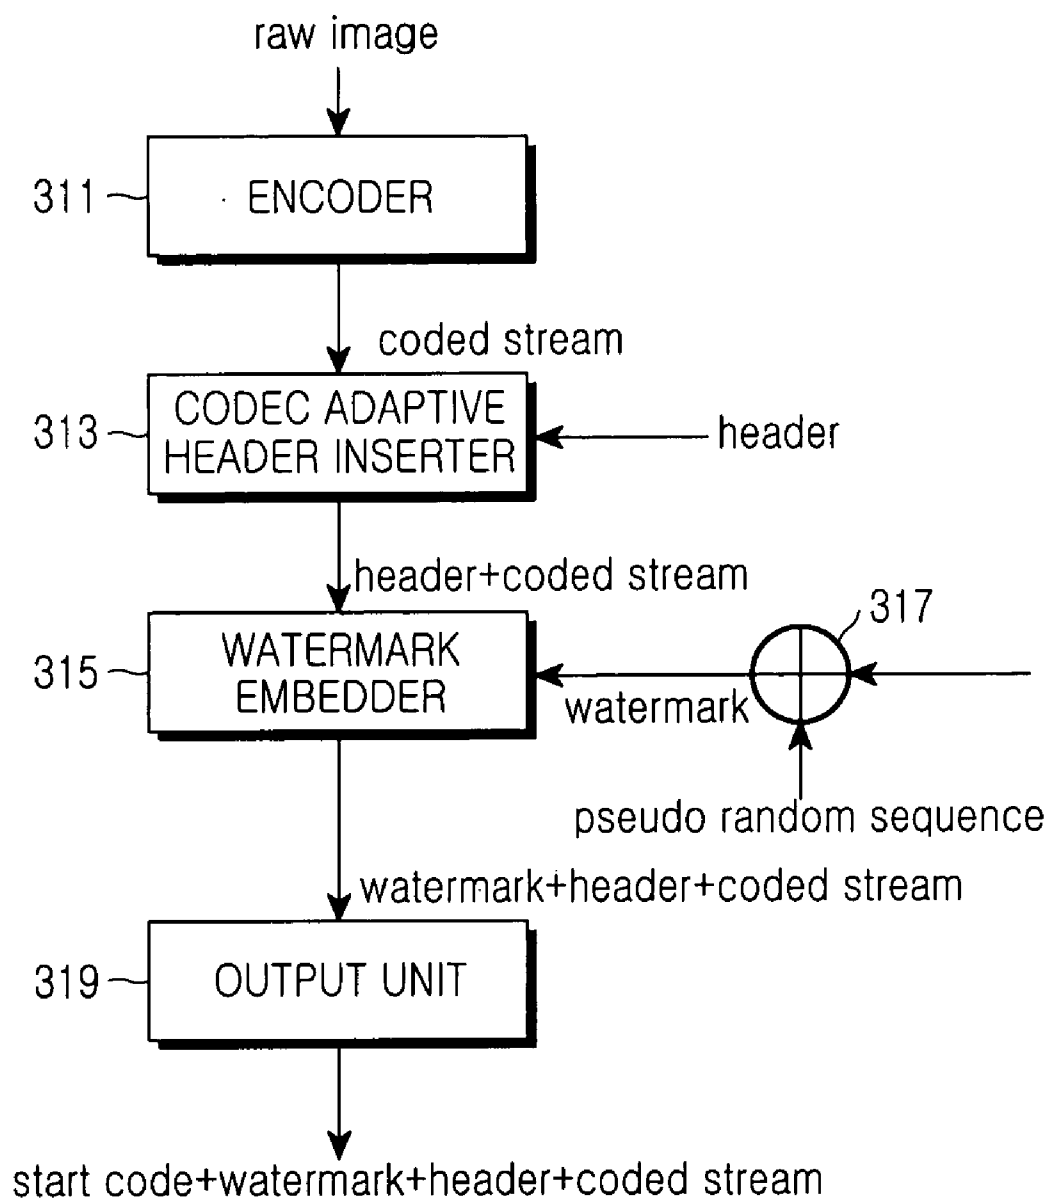 raw image
311
ENCODER
coded stream
313
CODEC ADAPTIVE
HEADER INSERTER
header
header+coded stream
317
315
WATERMARK
EMBEDDER
watermark
pseudo random sequence
watermark+header+coded stream
319
OUTPUT UNIT
start code+watermark+header+coded stream